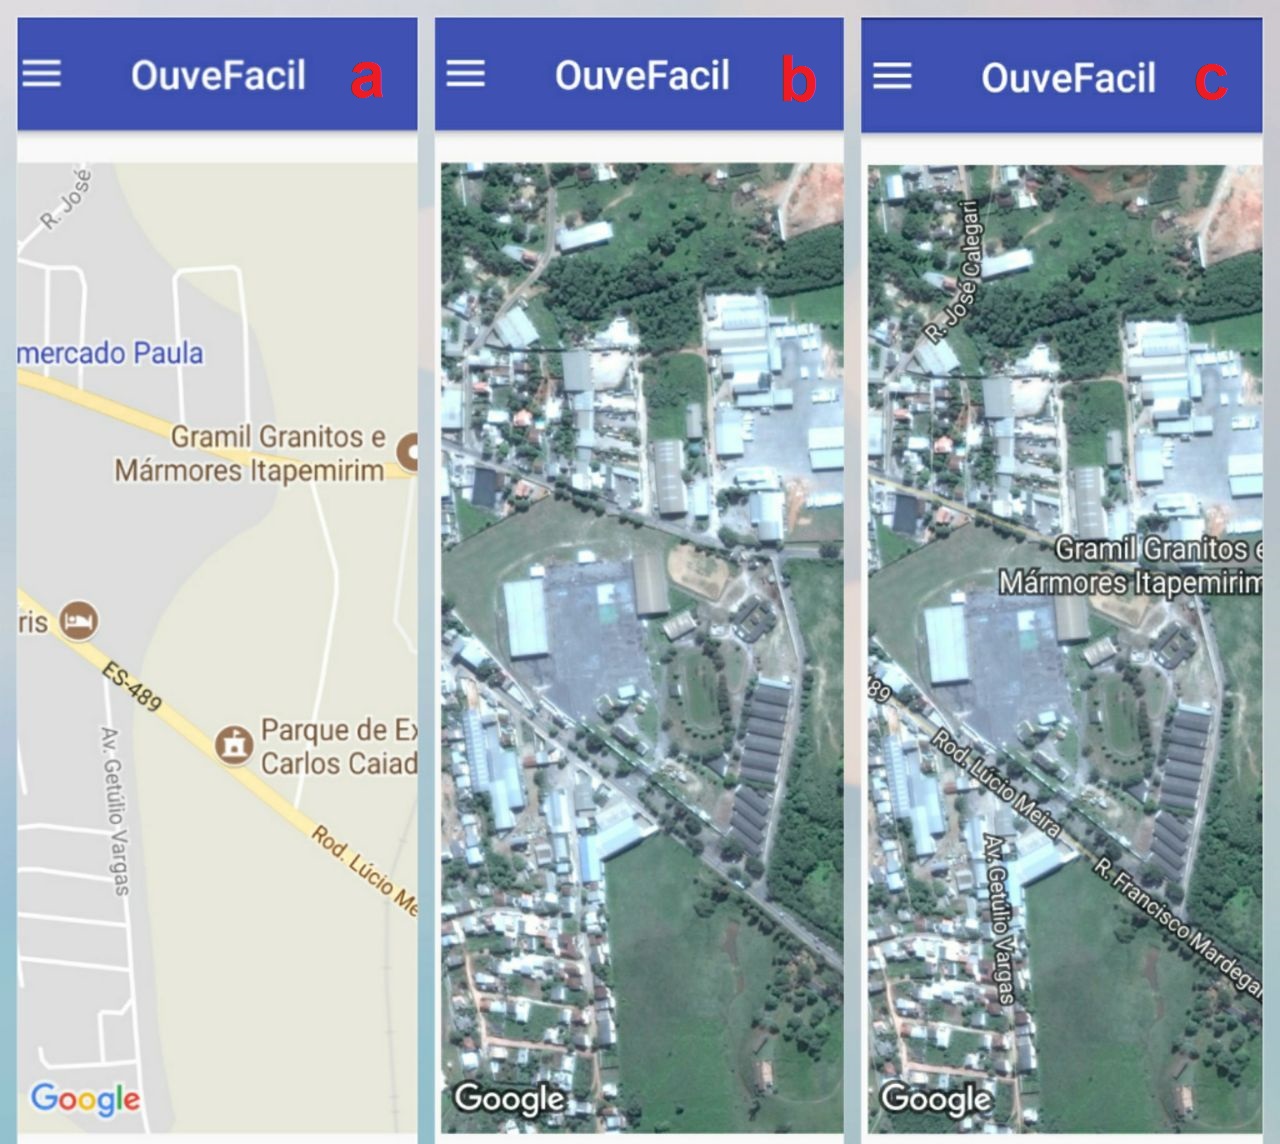 OuveFacil a
R. José
mercado Paula
Gramil Granitos e
Mármores Itapemirim
ris
ES-489
Parque de Ex
Carlos Caiad
Av. Getúlio Vargas
Rod. Lúcio Me
Google
OuveFacil b
Google
OuveFacil c
R. José Calegari
Gramil Granitos e
Mármores Itapemirim
489
Rod. Lúcio Meira
Av. Getúlio Vargas
R. Francisco Mardegan
Google